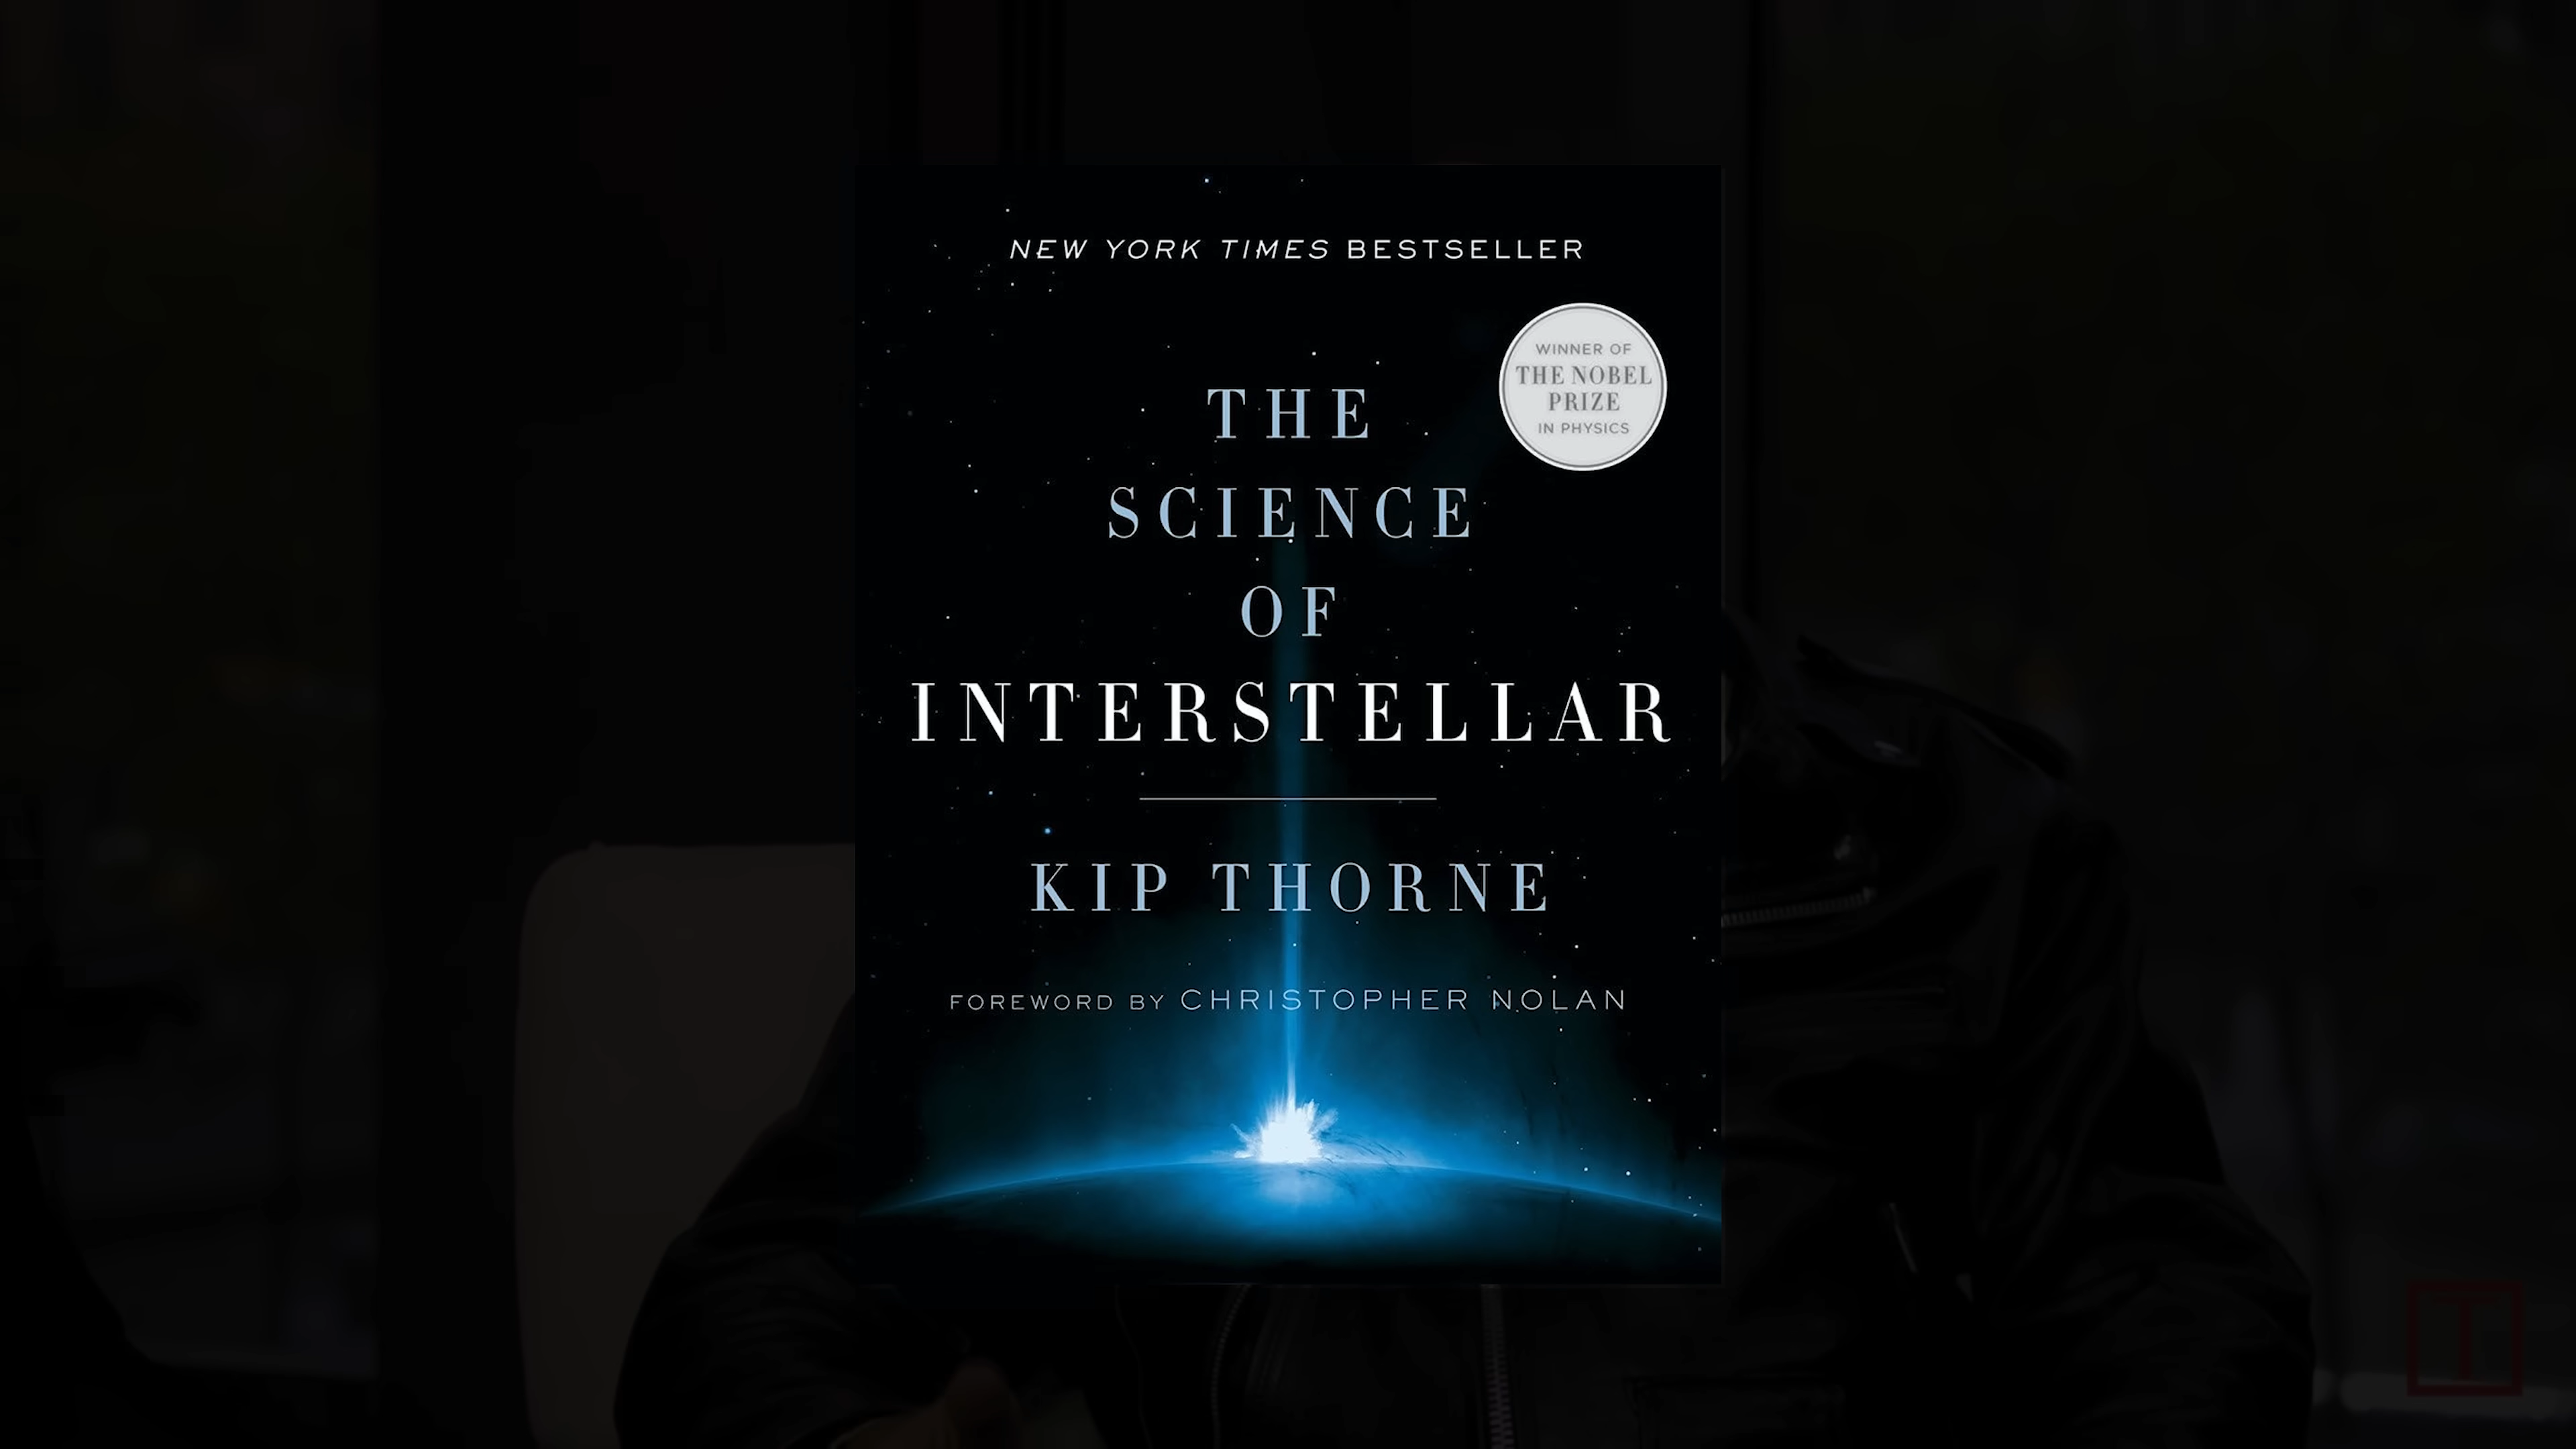 NEW YORK TIMES BESTSELLER
WINNER OF
THE NOBEL
PRIZE
IN PHYSICS
THE
SCIENCE
OF
INTERSTELLAR
KIP THORNE
FOREWORD BY CHRISTOPHER NOLAN
T